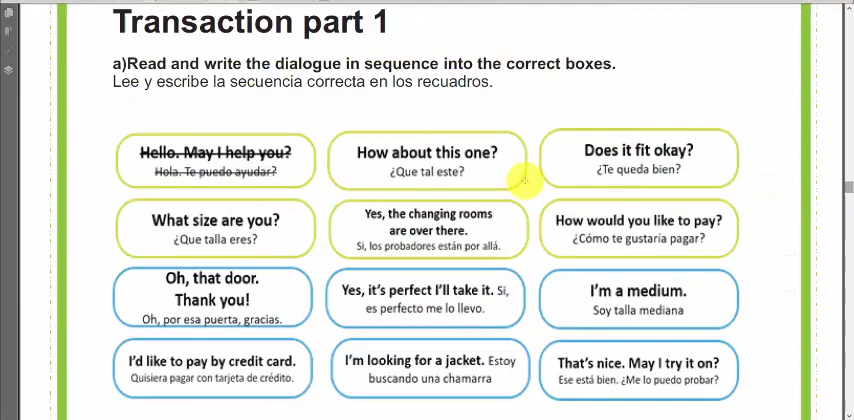 Transaction part 1
a)Read and write the dialogue in sequence into the correct boxes.
Lee y escribe la secuencia correcta en los recuadros.
Hello. May I help you?
Hola. Te puedo ayudar?
How about this one?
¿Que tal este?
Does it fit okay?
¿Te queda bien?
What size are you?
¿Que talla eres?
Yes, the changing rooms
are over there.
Si, los probadores están por allá.
How would you like to pay?
¿Cómo te gustaría pagar?
Oh, that door.
Thank you!
Oh, por esa puerta, gracias.
Yes, it's perfect I'll take it. Si,
es perfecto me lo llevo.
I'm a medium.
Soy talla mediana
I'd like to pay by credit card.
Quisiera pagar con tarjeta de crédito.
I'm looking for a jacket. Estoy
buscando una chamarra
That's nice. May I try it on?
Ese está bien. ¿Me lo puedo probar?